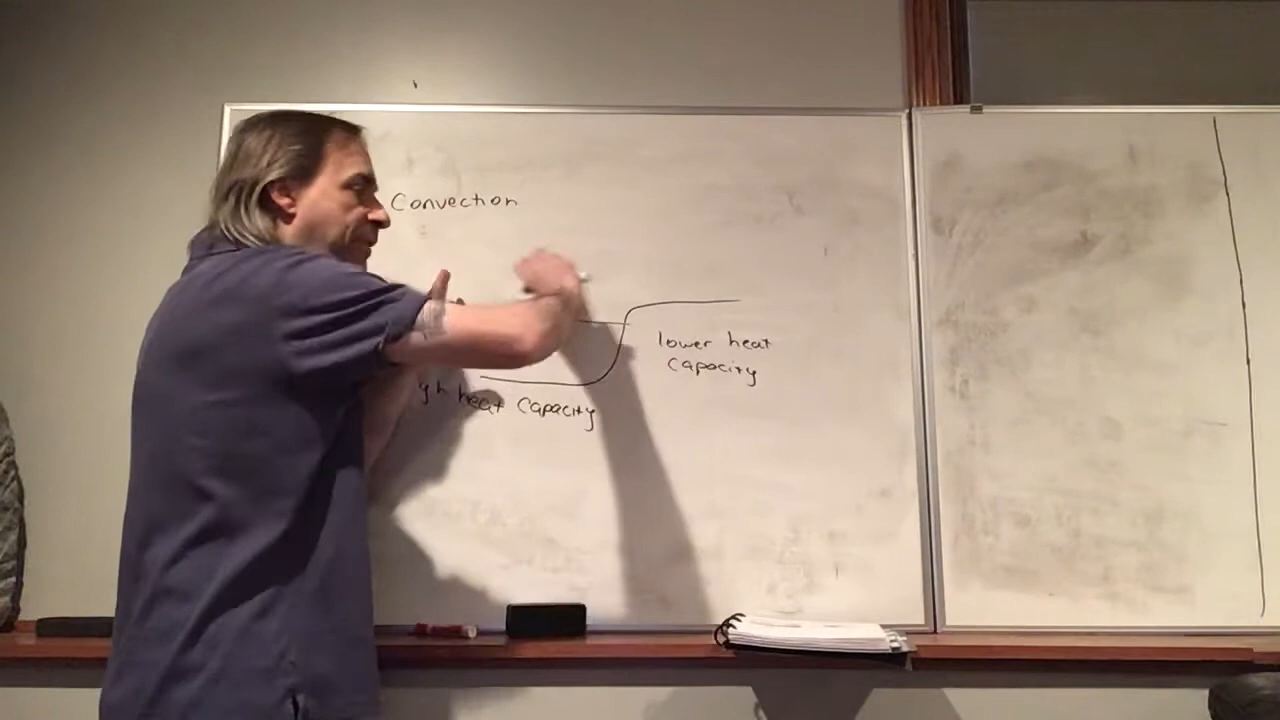 Convection
lower heat
capacity
heat capacity